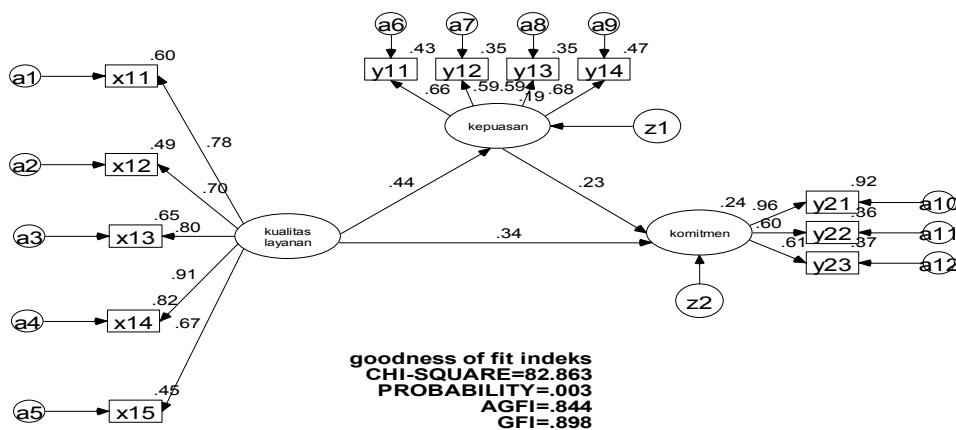 a6 a7 a8 a9
.43 .35 .35 .47
y11 y12 y13 y14
.66 .59 .59 .19 .68
kepuasan
z1
a1
.60
x11
.78
a2
.49
x12
.70
a3
.65
x13
.80
kualitas
layanan
.91
a4
.82
x14
.67
a5
.45
x15
.44
.23
.34
.24
komitmen
z2
.96
.60
.61
.92
y21
a10
.36
y22
a11
.37
y23
a12
goodness of fit indeks
CHI-SQUARE=82.863
PROBABILITY=.003
AGFI=.844
GFI=.898